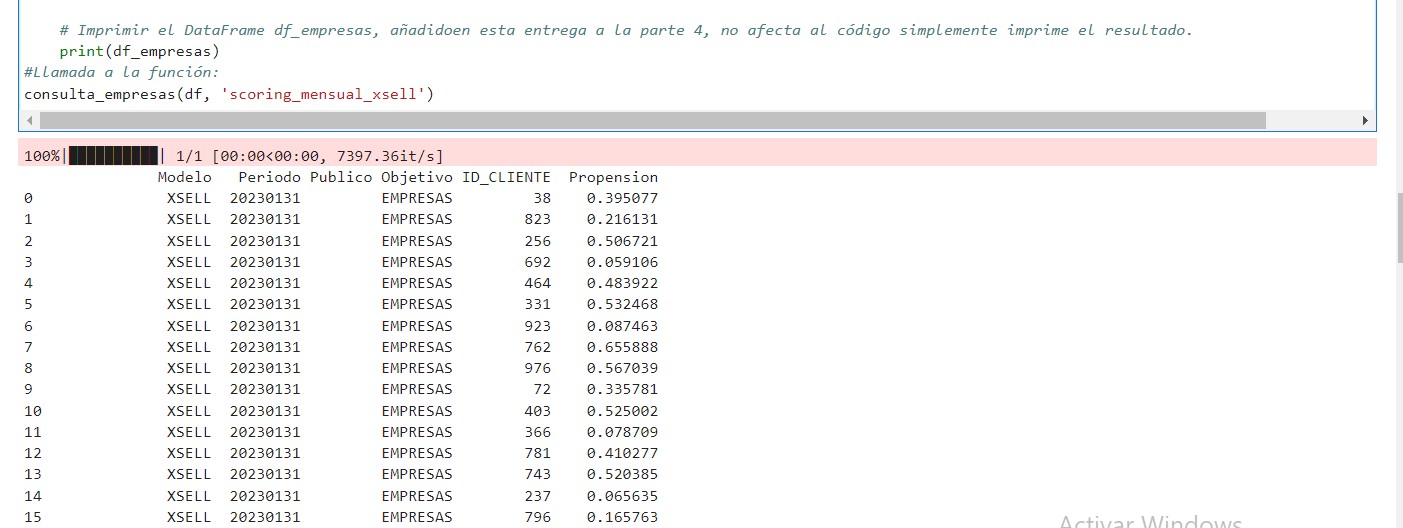 # Imprimir el DataFrame df_empresas, añadidoen esta entrega a la parte 4, no afecta al código simplemente imprime el resultado.
print(df_empresas)
#Llamada a la función:
consulta_empresas(df, 'scoring_mensual_xsell')
100%|██████████| 1/1 [00:00<00:00, 7397.36it/s]
Modelo Periodo Publico Objetivo ID_CLIENTE Propension
0 XSELL 20230131 EMPRESAS 38 0.395077
1 XSELL 20230131 EMPRESAS 823 0.216131
2 XSELL 20230131 EMPRESAS 256 0.506721
3 XSELL 20230131 EMPRESAS 692 0.059106
4 XSELL 20230131 EMPRESAS 464 0.483922
5 XSELL 20230131 EMPRESAS 331 0.532468
6 XSELL 20230131 EMPRESAS 923 0.087463
7 XSELL 20230131 EMPRESAS 762 0.655888
8 XSELL 20230131 EMPRESAS 976 0.567039
9 XSELL 20230131 EMPRESAS 72 0.335781
10 XSELL 20230131 EMPRESAS 403 0.525002
11 XSELL 20230131 EMPRESAS 366 0.078709
12 XSELL 20230131 EMPRESAS 781 0.410277
13 XSELL 20230131 EMPRESAS 743 0.520385
14 XSELL 20230131 EMPRESAS 237 0.065635
15 XSELL 20230131 EMPRESAS 796 0.165763
Activar Windows